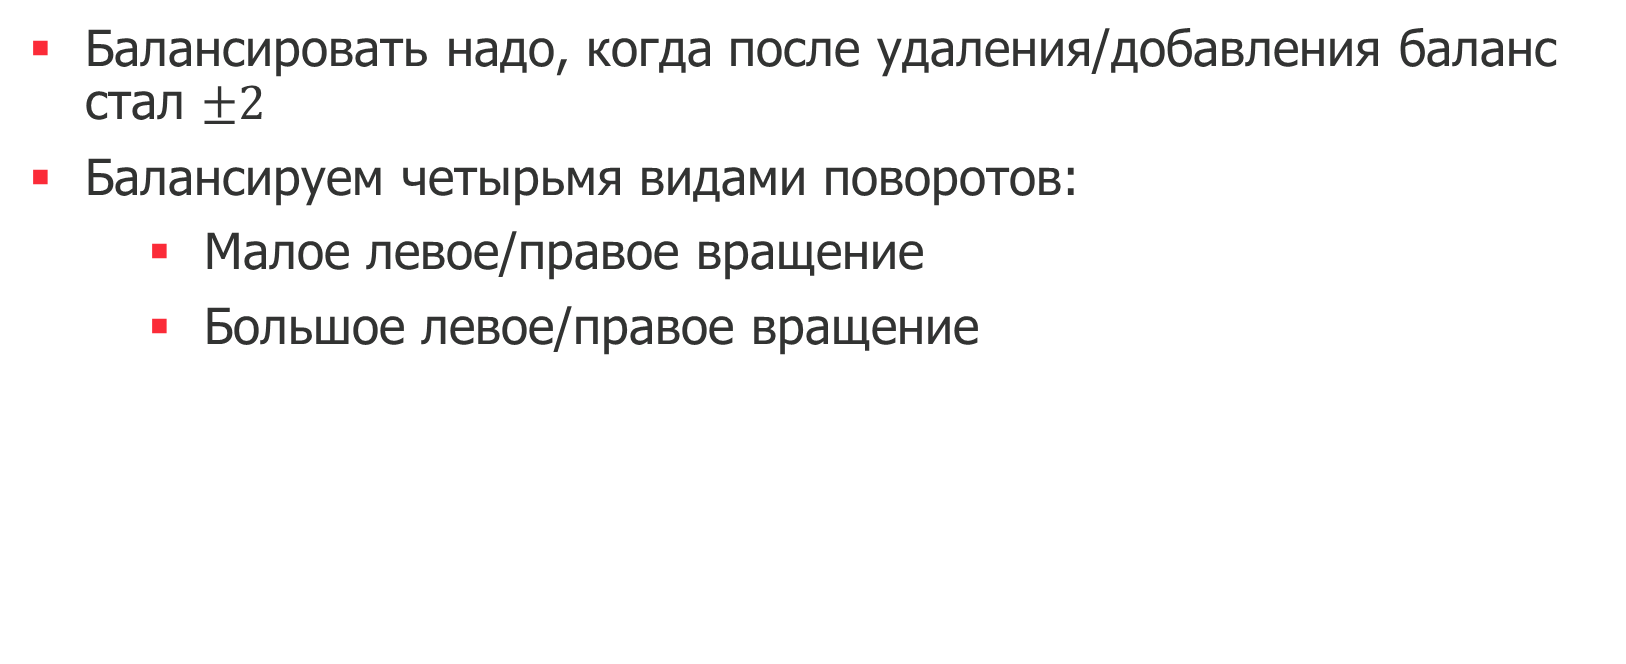 ▪ Балансировать надо, когда после удаления/добавления баланс
стал ±2
▪ Балансируем четырьмя видами поворотов:
▪ Малое левое/правое вращение
▪ Большое левое/правое вращение